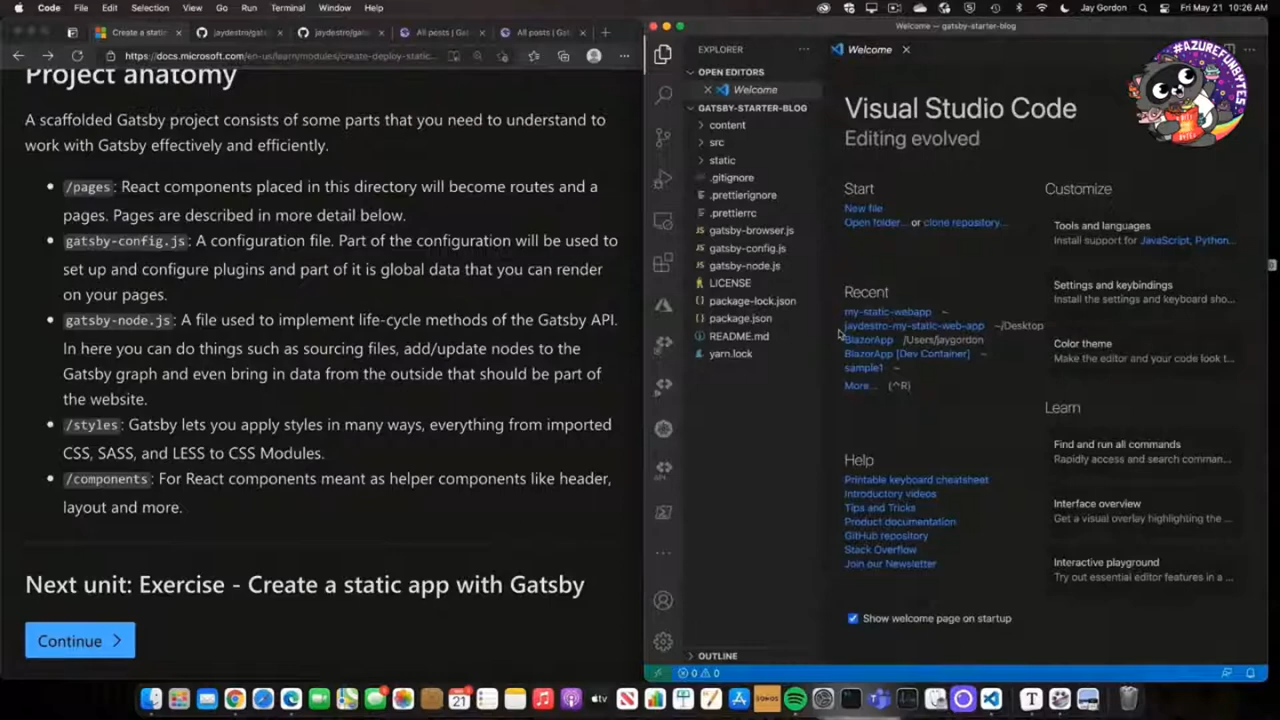 Code File Edit Selection View Go Run Terminal Window Help
Jay Gordon Fri May 21 10:26 AM
Create a static
jaydestro/gats
jaydestro/gats
All posts | Gat
All posts | Gat
https://docs.microsoft.com/en-us/learn/modules/create-deploy-static...
Project anatomy
A scaffolded Gatsby project consists of some parts that you need to understand to
work with Gatsby effectively and efficiently.
/pages: React components placed in this directory will become routes and a
pages. Pages are described in more detail below.
gatsby-config.js: A configuration file. Part of the configuration will be used to
set up and configure plugins and part of it is global data that you can render
on your pages.
gatsby-node.js: A file used to implement life-cycle methods of the Gatsby API.
In here you can do things such as sourcing files, add/update nodes to the
Gatsby graph and even bring in data from the outside that should be part of
the website.
/styles: Gatsby lets you apply styles in many ways, everything from imported
CSS, SASS, and LESS to CSS Modules.
/components: For React components meant as helper components like header,
layout and more.
Next unit: Exercise - Create a static app with Gatsby
Continue
Welcome — gatsby-starter-blog
EXPLORER
OPEN EDITORS
Welcome
GATSBY-STARTER-BLOG
content
src
static
.gitignore
.prettierignore
.prettierrc
gatsby-browser.js
gatsby-config.js
gatsby-node.js
LICENSE
package-lock.json
package.json
README.md
yarn.lock
OUTLINE
0 0
Welcome
Visual Studio Code
Editing evolved
Start
New file
Open folder... or clone repository...
Recent
my-static-webapp ~
jaydestro-my-static-web-app ~/Desktop
BlazorApp /Users/jaygordon
BlazorApp [Dev Container] ~
sample1 ~
More... (^R)
Help
Printable keyboard cheatsheet
Introductory videos
Tips and Tricks
Product documentation
GitHub repository
Stack Overflow
Join our Newsletter
Show welcome page on startup
Customize
Tools and languages
Install support for JavaScript, Python...
Settings and keybindings
Install the settings and keyboard sho...
Color theme
Make the editor and your code look t...
Learn
Find and run all commands
Rapidly access and search comman...
Interface overview
Get a visual overlay highlighting the ...
Interactive playground
Try out essential editor features in a ...
#AZUREFUNBYTES
SONOS